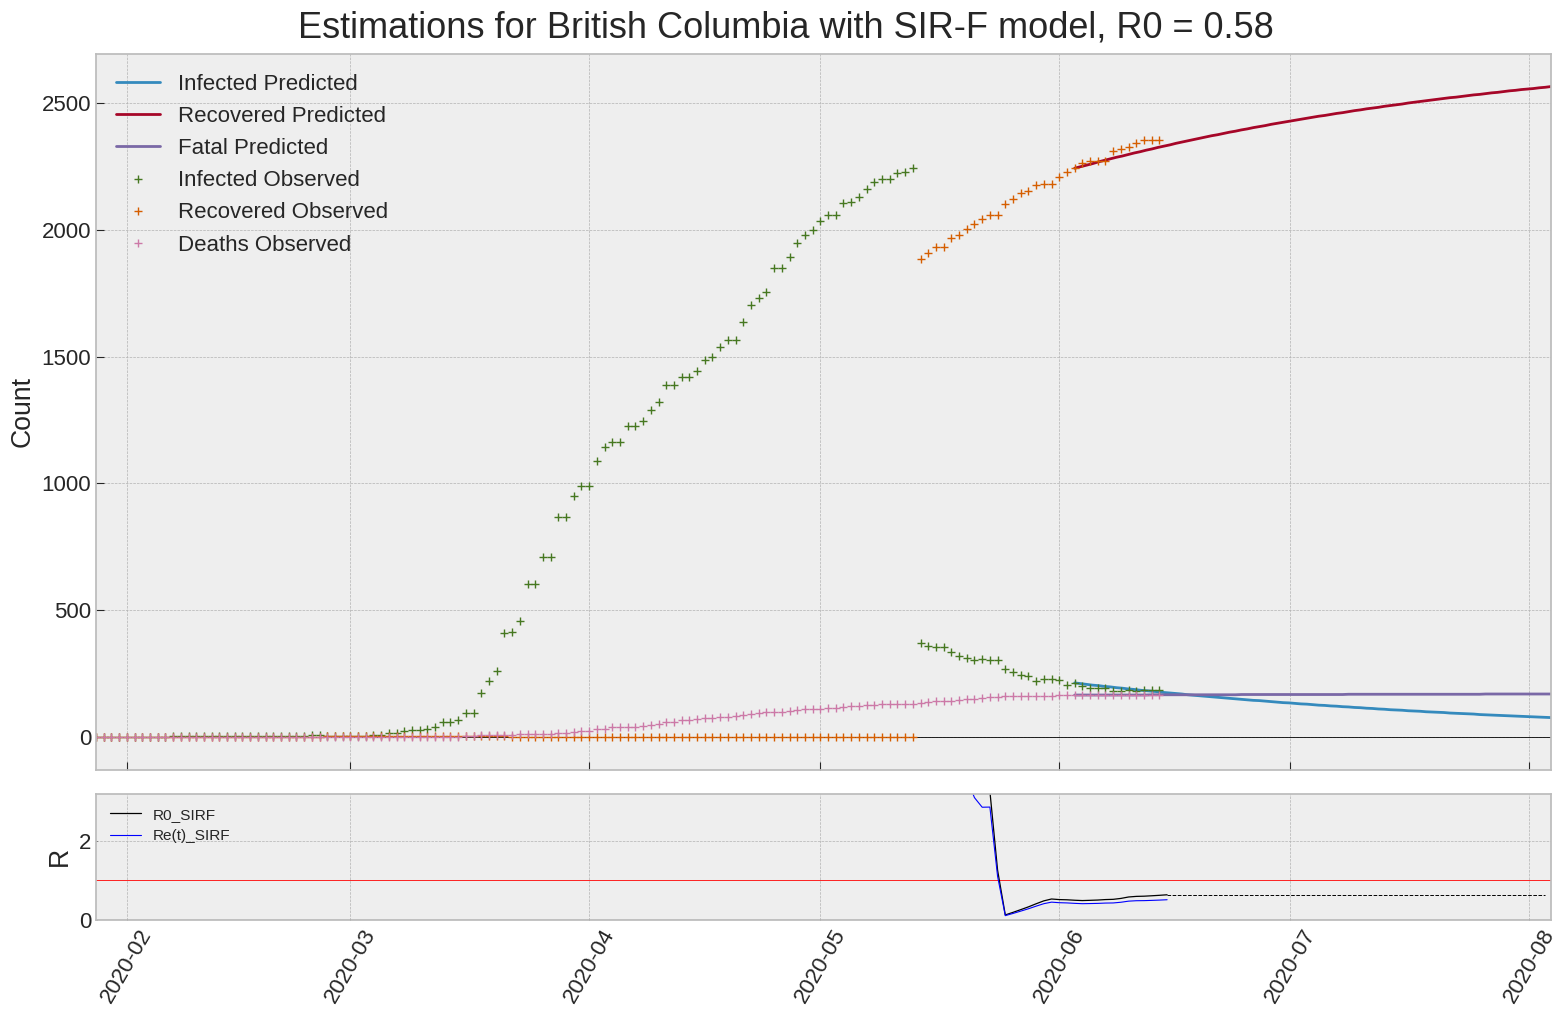 Estimations for British Columbia with SIR-F model, R0 = 0.58
Infected Predicted
Recovered Predicted
Fatal Predicted
Infected Observed
Recovered Observed
Deaths Observed
2500
2000
1500
1000
500
0
Count
R0_SIRF
Re(t)_SIRF
2
0
R
2020-02
2020-03
2020-04
2020-05
2020-06
2020-07
2020-08